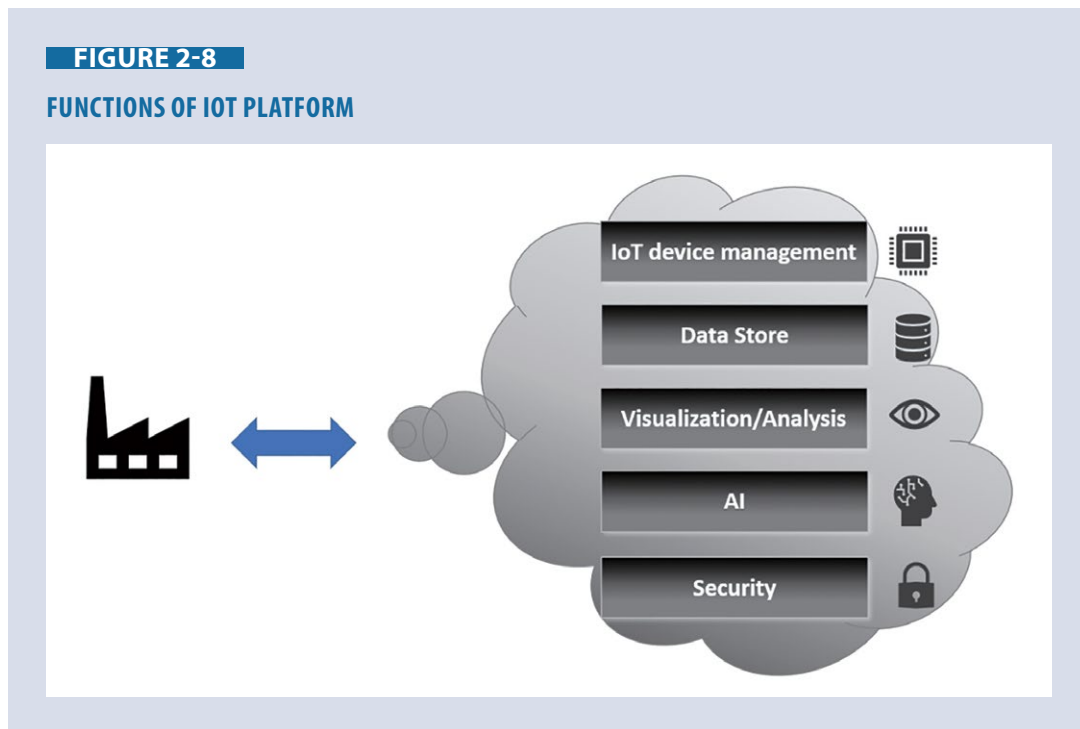 FIGURE 2-8
FUNCTIONS OF IOT PLATFORM
IoT device management
Data Store
Visualization/Analysis
AI
Security